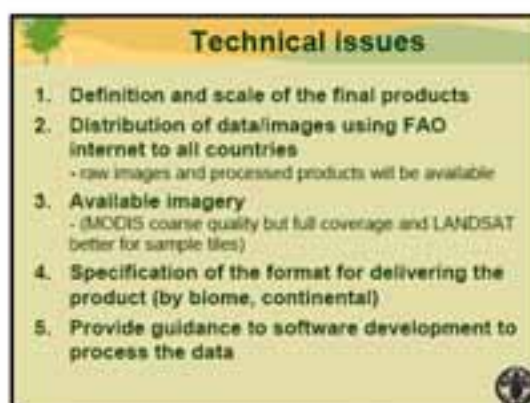 Technical issues
1. Definition and scale of the final products
2. Distribution of data/images using FAO
internet to all countries
- raw images and processed products will be available
3. Available imagery
- (MODIS coarse quality but full coverage and LANDSAT
better for sample tiles)
4. Specification of the format for delivering the
product (by biome, continental)
5. Provide guidance to software development to
process the data